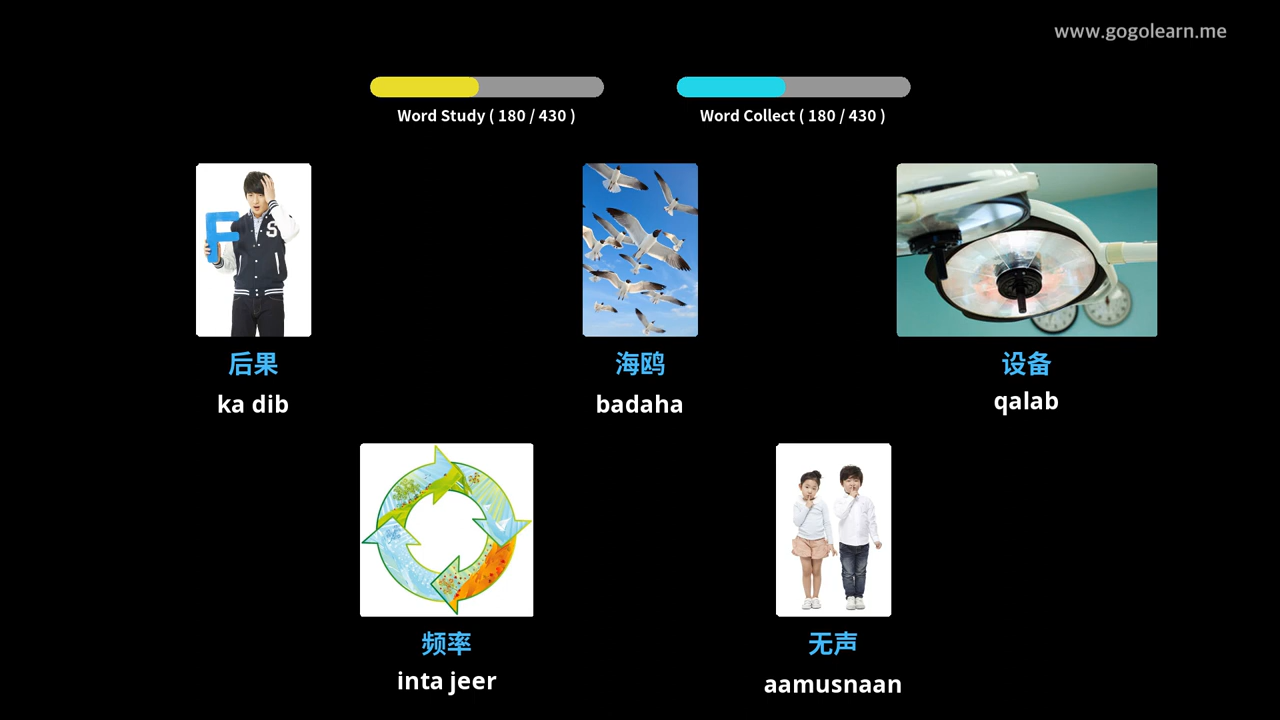 www.gogolearn.me
Word Study ( 180 / 430 )
Word Collect ( 180 / 430 )
F
S
后果
ka dib
海鸥
badaha
设备
qalab
频率
inta jeer
无声
aamusnaan